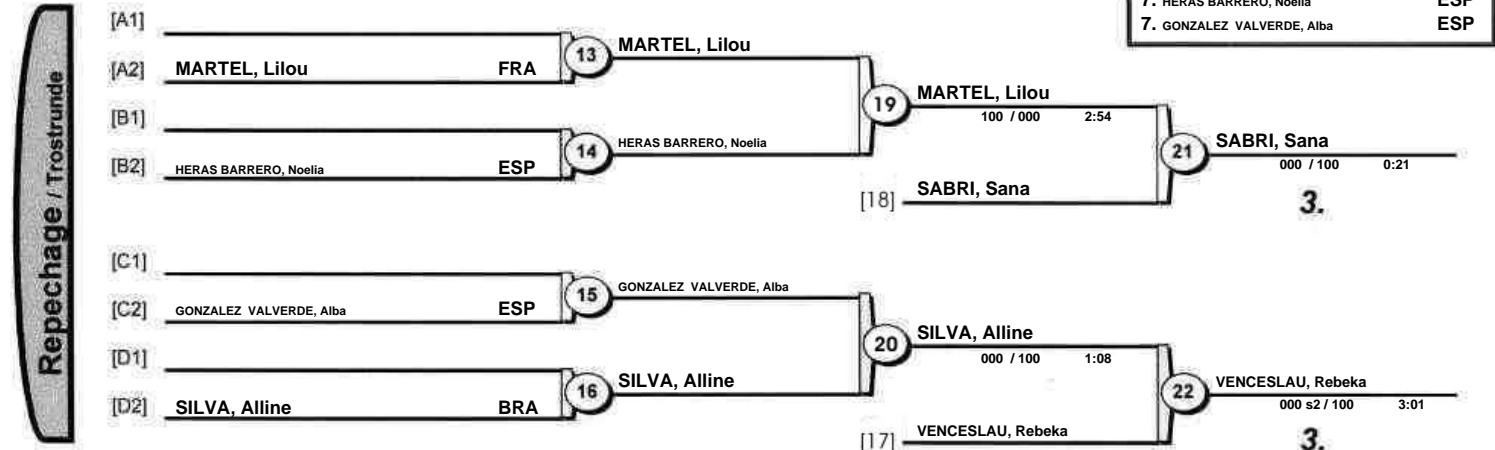 7. HERAS BARRERO, Noelia ESP
7. GONZALEZ VALVERDE, Alba ESP
Repechage / Trostrunde
[A1]
[A2] MARTEL, Lilou FRA
13 MARTEL, Lilou
[B1]
[B2] HERAS BARRERO, Noelia ESP
14 HERAS BARRERO, Noelia
19 MARTEL, Lilou
100 / 000 2:54
[18] SABRI, Sana
21 SABRI, Sana
000 / 100 0:21
3.
[C1]
[C2] GONZALEZ VALVERDE, Alba ESP
15 GONZALEZ VALVERDE, Alba
[D1]
[D2] SILVA, Alline BRA
16 SILVA, Alline
20 SILVA, Alline
000 / 100 1:08
[17] VENCESLAU, Rebeka
22 VENCESLAU, Rebeka
000 s2 / 100 3:01
3.